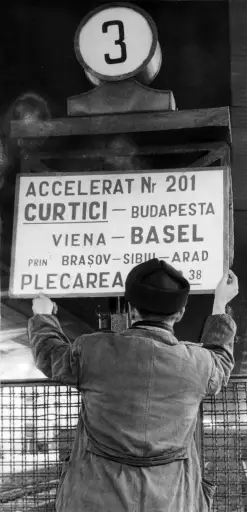 3
ACCELERAT Nr 201
CURTICI – BUDAPESTA
VIENA – BASEL
PRIN BRAȘOV–SIBIU–ARAD
PLECAREA 38